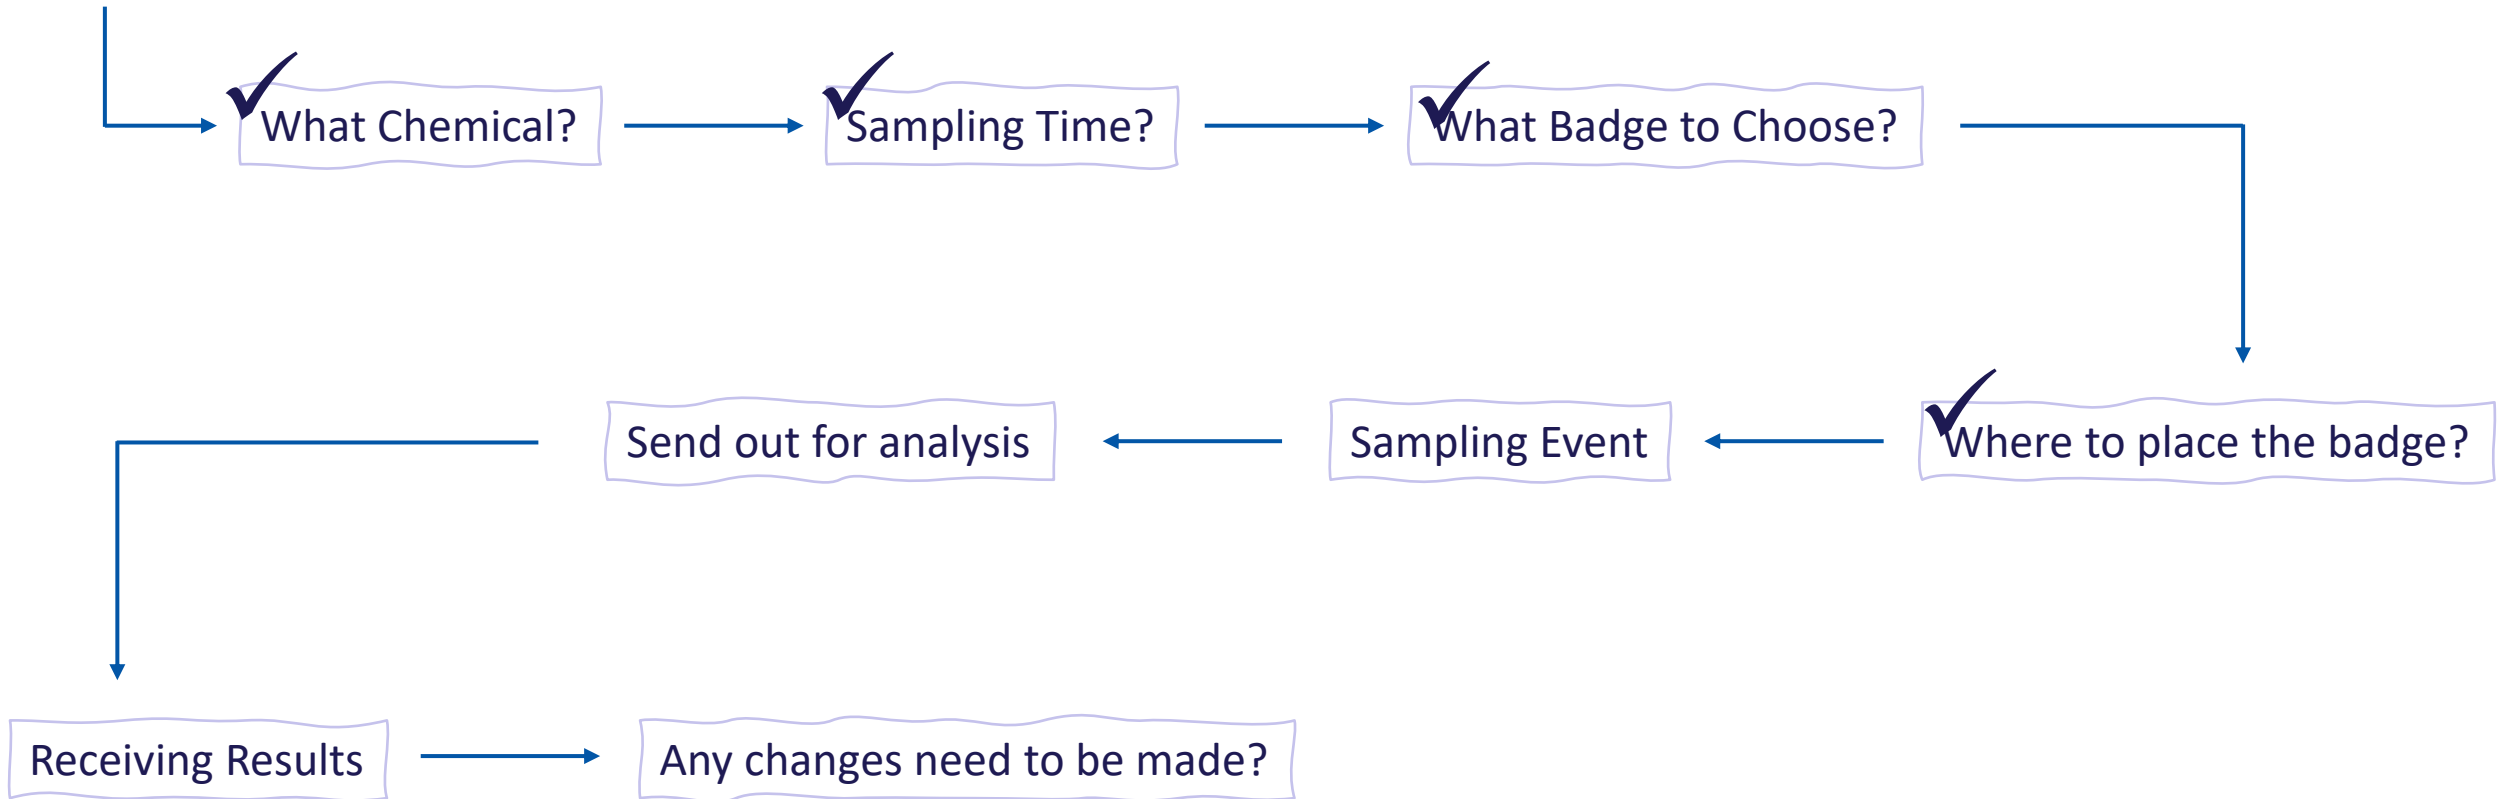 What Chemical?
Sampling Time?
What Badge to Choose?
Where to place the badge?
Sampling Event
Send out for analysis
Receiving Results
Any changes need to be made?